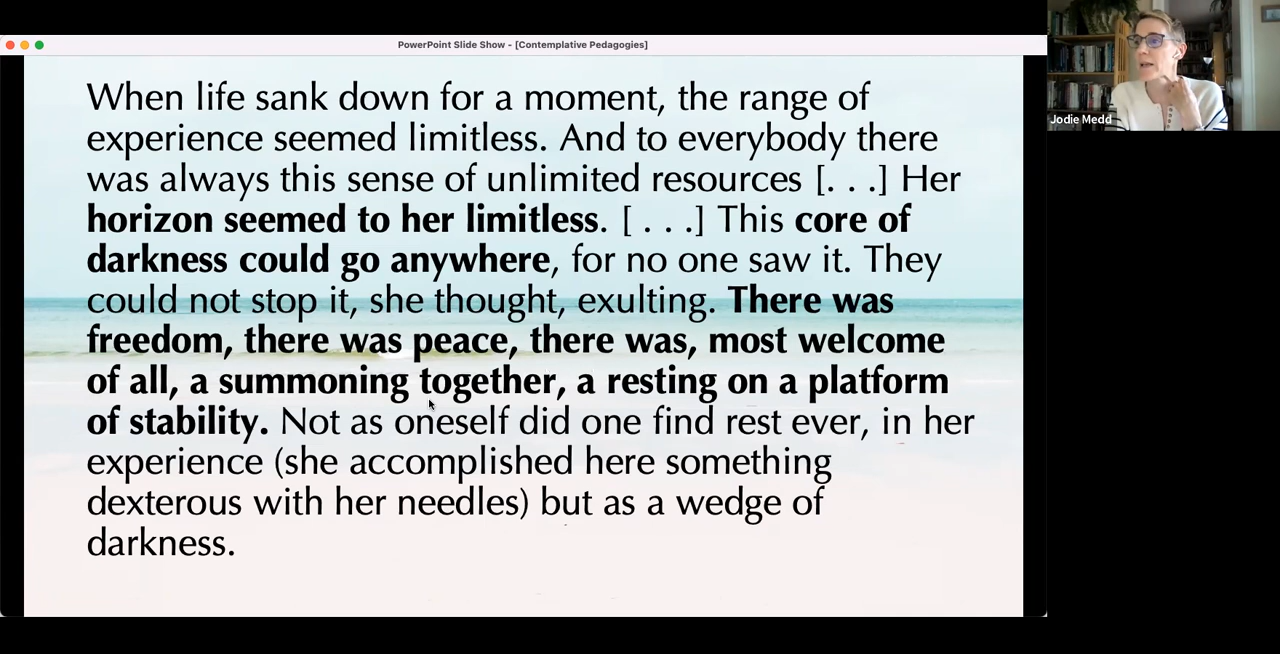 PowerPoint Slide Show - [Contemplative Pedagogies]
When life sank down for a moment, the range of
experience seemed limitless. And to everybody there
was always this sense of unlimited resources [. . .] Her
horizon seemed to her limitless. [ . . .] This core of
darkness could go anywhere, for no one saw it. They
could not stop it, she thought, exulting. There was
freedom, there was peace, there was, most welcome
of all, a summoning together, a resting on a platform
of stability. Not as oneself did one find rest ever, in her
experience (she accomplished here something
dexterous with her needles) but as a wedge of
darkness.
Jodie Medd